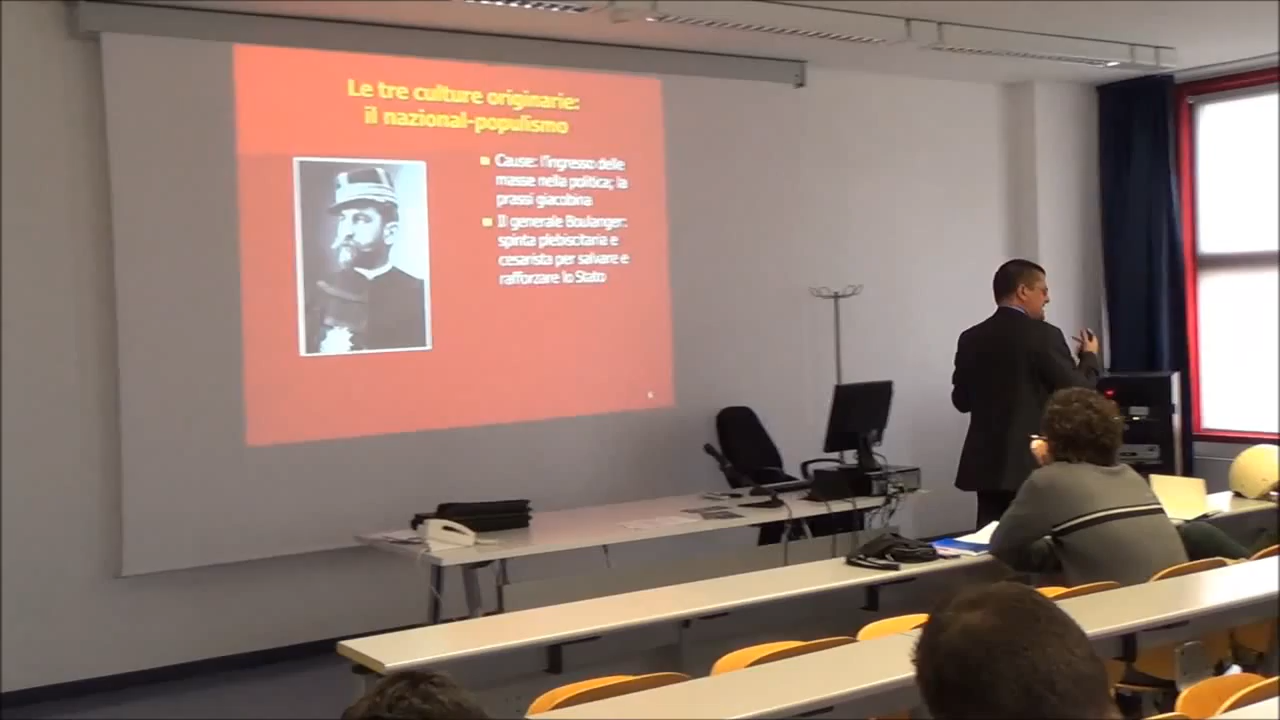 Le tre culture originarie:
il nazional-populismo
Cause: l'ingresso delle
masse nella politica; la
prassi giacobina
Il generale Boulanger:
spinta plebiscitaria e
cesarista per salvare e
rafforzare lo Stato